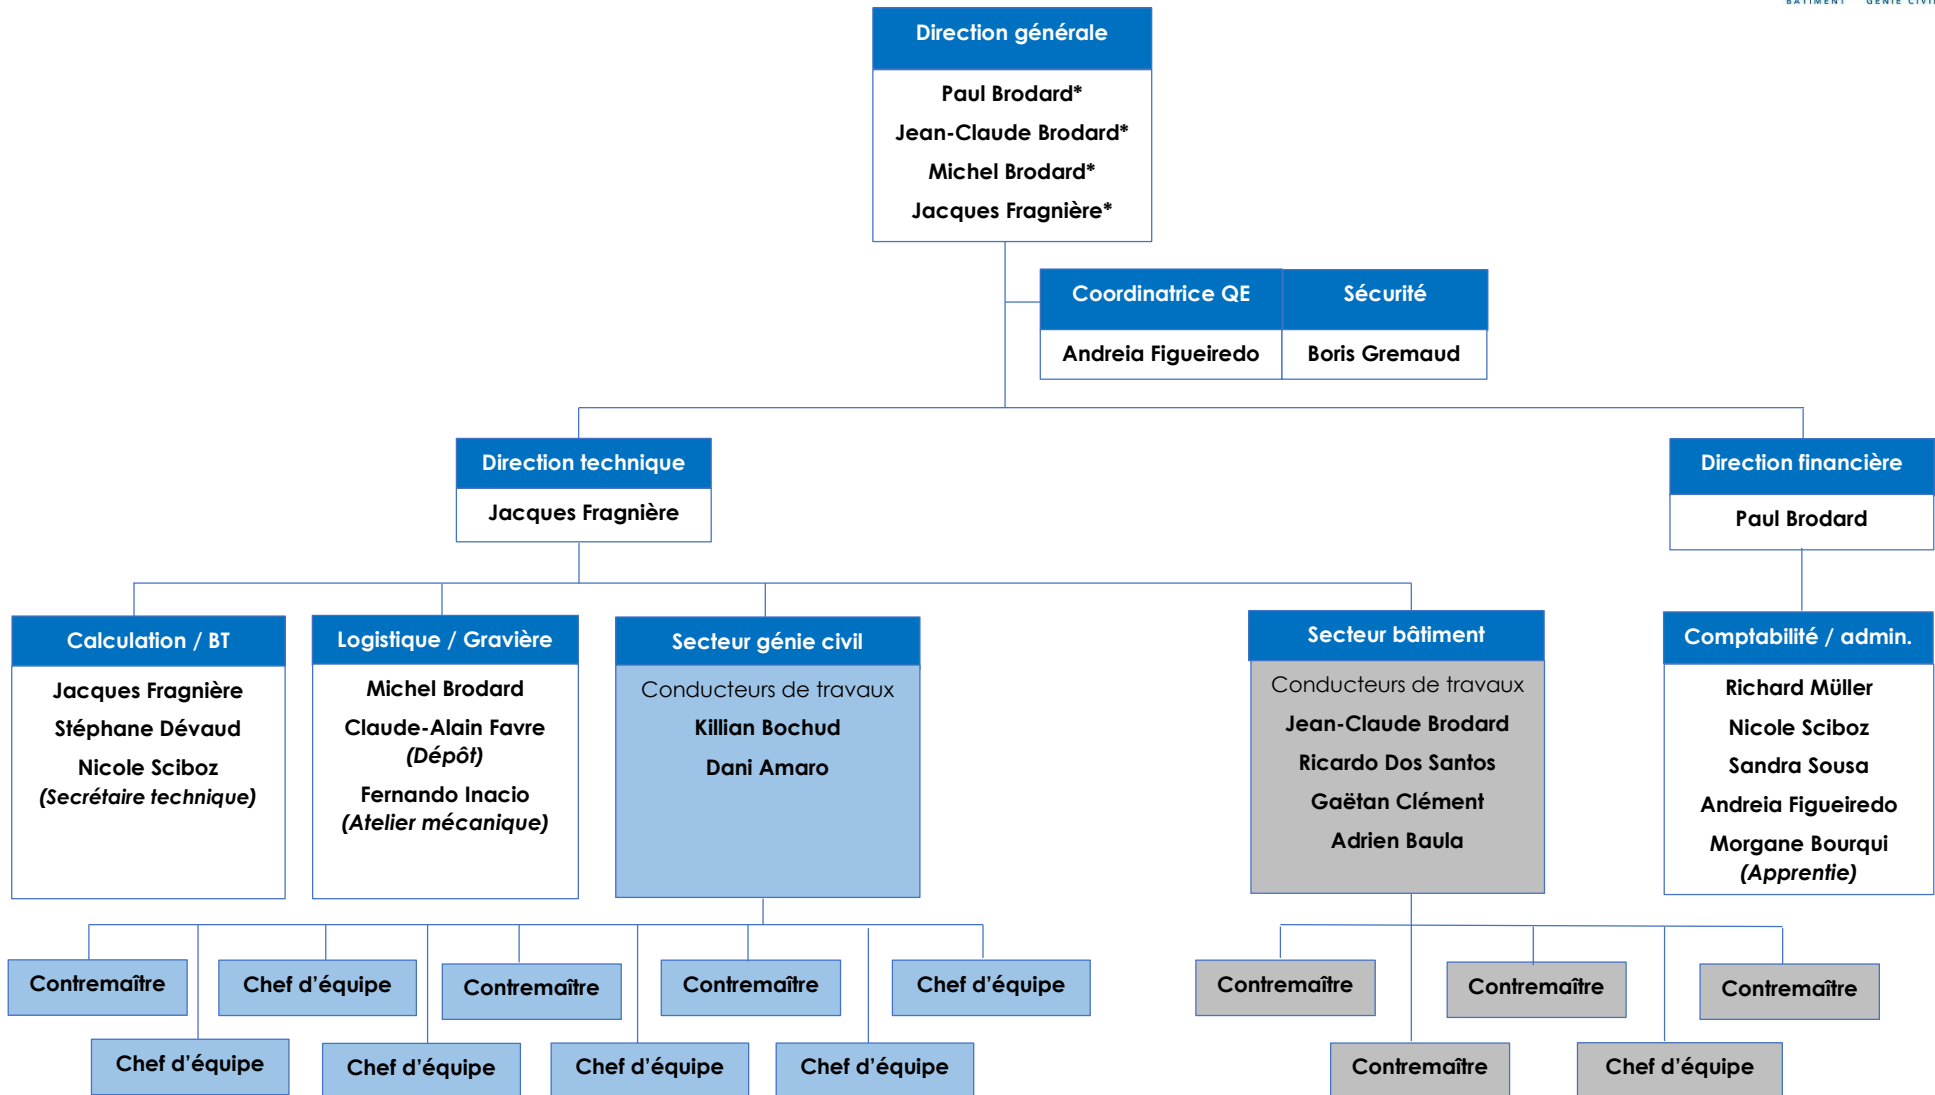 BÂTIMENT GÉNIE CIVIL
Direction générale
Paul Brodard*
Jean-Claude Brodard*
Michel Brodard*
Jacques Fragnière*
Coordinatrice QE
Sécurité
Andreia Figueiredo
Boris Gremaud
Direction technique
Jacques Fragnière
Direction financière
Paul Brodard
Calculation / BT
Jacques Fragnière
Stéphane Dévaud
Nicole Sciboz
(Secrétaire technique)
Logistique / Gravière
Michel Brodard
Claude-Alain Favre
(Dépôt)
Fernando Inacio
(Atelier mécanique)
Secteur génie civil
Conducteurs de travaux
Killian Bochud
Dani Amaro
Secteur bâtiment
Conducteurs de travaux
Jean-Claude Brodard
Ricardo Dos Santos
Gaëtan Clément
Adrien Baula
Comptabilité / admin.
Richard Müller
Nicole Sciboz
Sandra Sousa
Andreia Figueiredo
Morgane Bourqui
(Apprentie)
Contremaître
Chef d’équipe
Contremaître
Contremaître
Chef d’équipe
Contremaître
Contremaître
Contremaître
Chef d’équipe
Chef d’équipe
Chef d’équipe
Chef d’équipe
Contremaître
Chef d’équipe